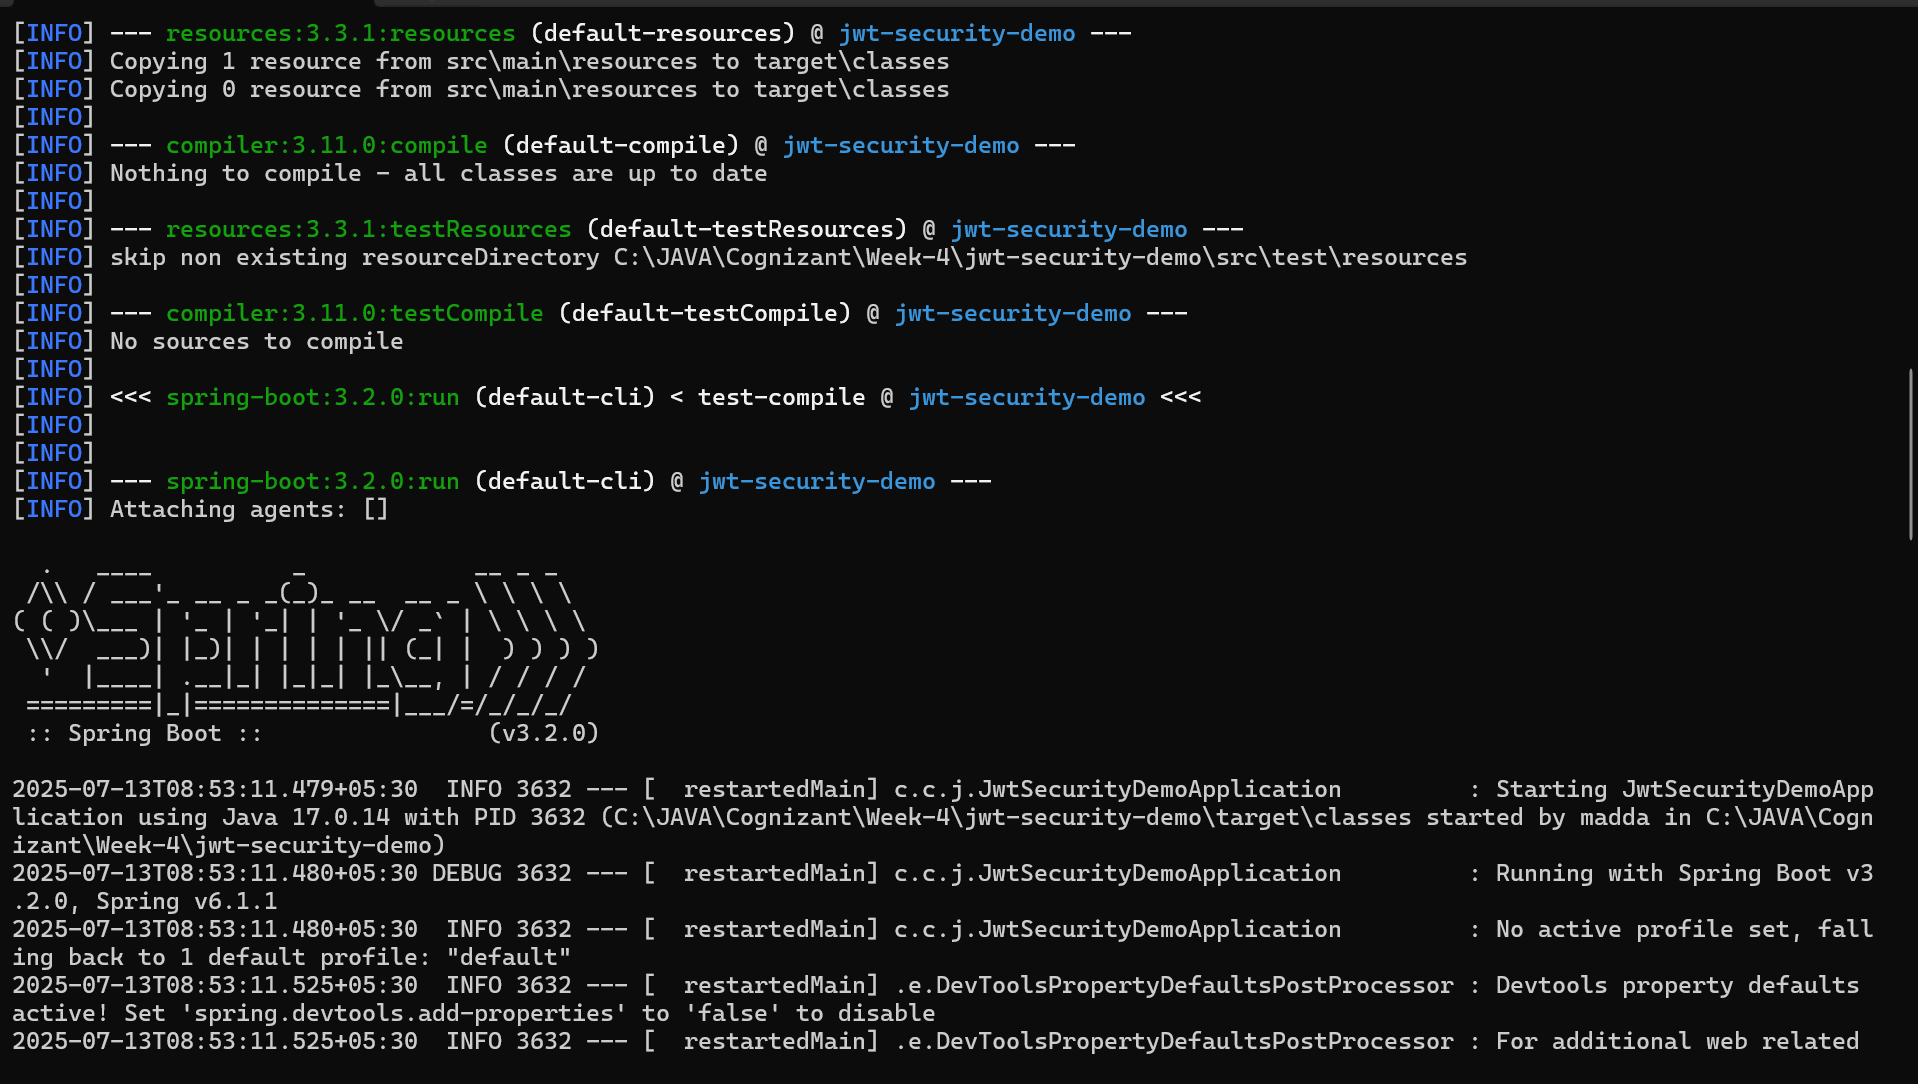 [INFO] --- resources:3.3.1:resources (default-resources) @ jwt-security-demo ---
[INFO] Copying 1 resource from src\main\resources to target\classes
[INFO] Copying 0 resource from src\main\resources to target\classes
[INFO]
[INFO] --- compiler:3.11.0:compile (default-compile) @ jwt-security-demo ---
[INFO] Nothing to compile - all classes are up to date
[INFO]
[INFO] --- resources:3.3.1:testResources (default-testResources) @ jwt-security-demo ---
[INFO] skip non existing resourceDirectory C:\JAVA\Cognizant\Week-4\jwt-security-demo\src\test\resources
[INFO]
[INFO] --- compiler:3.11.0:testCompile (default-testCompile) @ jwt-security-demo ---
[INFO] No sources to compile
[INFO]
[INFO] <<< spring-boot:3.2.0:run (default-cli) < test-compile @ jwt-security-demo <<<
[INFO]
[INFO]
[INFO] --- spring-boot:3.2.0:run (default-cli) @ jwt-security-demo ---
[INFO] Attaching agents: []
  .   ____          _            __ _ _
 /\\ / ___'_ __ _ _(_)_ __  __ _ \ \ \ \
( ( )\___ | '_ | '_| | '_ \/ _` | \ \ \ \
 \\/  ___)| |_)| | | | | || (_| |  ) ) ) )
  '  |____| .__|_| |_|_| |_\__, | / / / /
 =========|_|==============|___/=/_/_/_/
 :: Spring Boot ::                (v3.2.0)
2025-07-13T08:53:11.479+05:30  INFO 3632 --- [  restartedMain] c.c.j.JwtSecurityDemoApplication         : Starting JwtSecurityDemoApp
lication using Java 17.0.14 with PID 3632 (C:\JAVA\Cognizant\Week-4\jwt-security-demo\target\classes started by madda in C:\JAVA\Cogn
izant\Week-4\jwt-security-demo)
2025-07-13T08:53:11.480+05:30 DEBUG 3632 --- [  restartedMain] c.c.j.JwtSecurityDemoApplication         : Running with Spring Boot v3
.2.0, Spring v6.1.1
2025-07-13T08:53:11.480+05:30  INFO 3632 --- [  restartedMain] c.c.j.JwtSecurityDemoApplication         : No active profile set, fall
ing back to 1 default profile: "default"
2025-07-13T08:53:11.525+05:30  INFO 3632 --- [  restartedMain] .e.DevToolsPropertyDefaultsPostProcessor : Devtools property defaults
active! Set 'spring.devtools.add-properties' to 'false' to disable
2025-07-13T08:53:11.525+05:30  INFO 3632 --- [  restartedMain] .e.DevToolsPropertyDefaultsPostProcessor : For additional web related